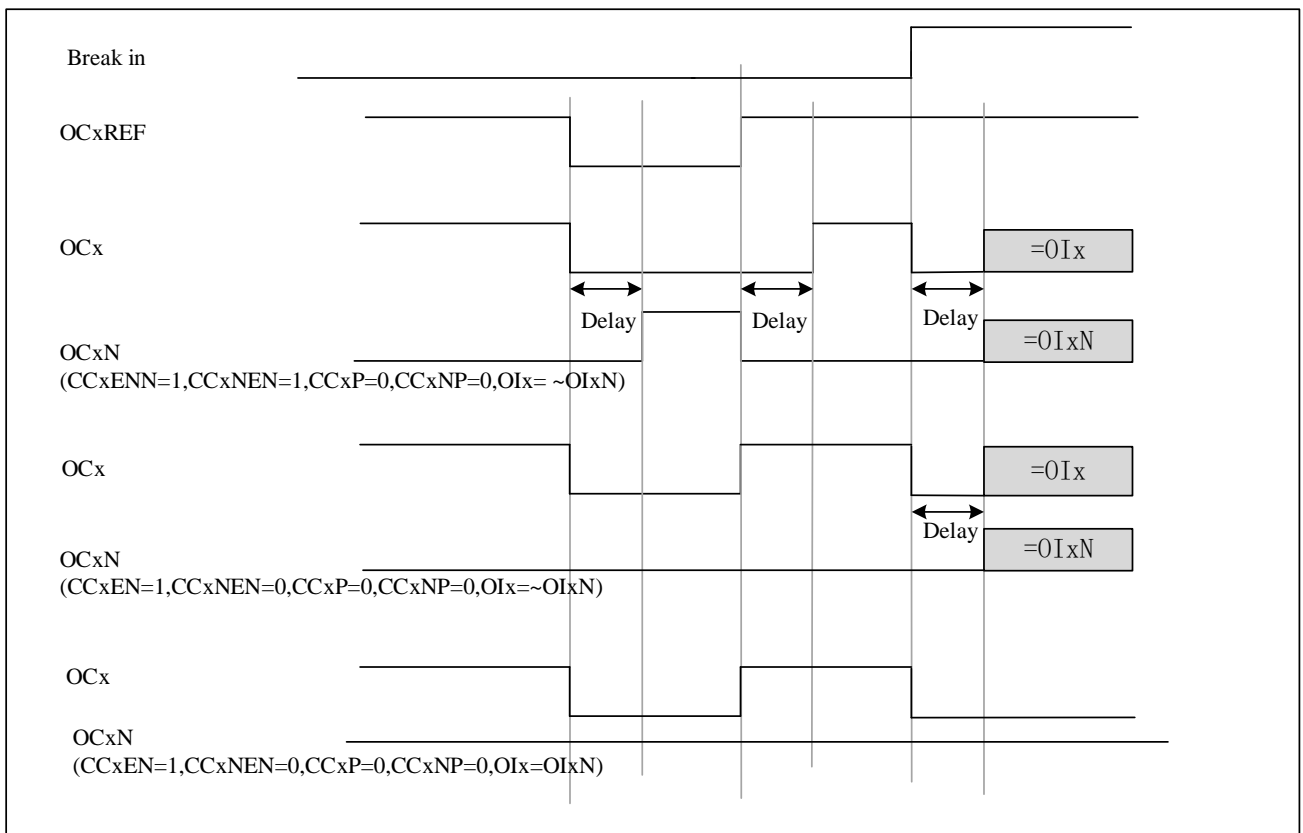 Break in
OCxREF
OCx
=OIx
Delay
Delay
Delay
OCxN
=OIxN
(CCxENN=1,CCxNEN=1,CCxP=0,CCxNP=0,OIx= ~OIxN)
OCx
=OIx
Delay
OCxN
=OIxN
(CCxEN=1,CCxNEN=0,CCxP=0,CCxNP=0,OIx=~OIxN)
OCx
OCxN
(CCxEN=1,CCxNEN=0,CCxP=0,CCxNP=0,OIx=OIxN)